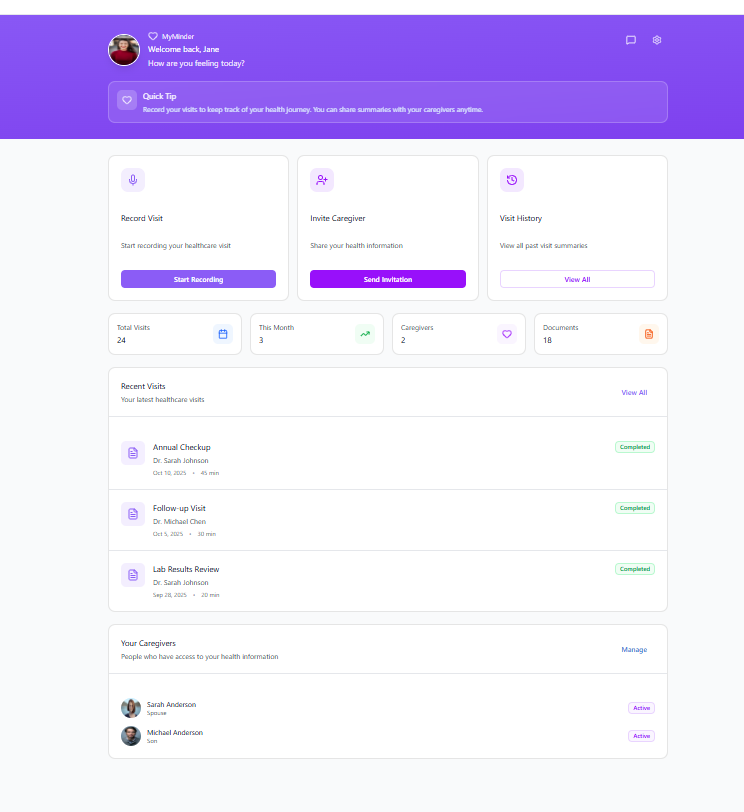 MyMinder
Welcome back, Jane
How are you feeling today?
Quick Tip
Record your visits to keep track of your health journey. You can share summaries with your caregivers anytime.
Record Visit
Start recording your healthcare visit
Start Recording
Invite Caregiver
Share your health information
Send Invitation
Visit History
View all past visit summaries
View All
Total Visits
24
This Month
3
Caregivers
2
Documents
18
Recent Visits
Your latest healthcare visits
View All
Annual Checkup
Completed
Dr. Sarah Johnson
Oct 10, 2025 • 45 min
Follow-up Visit
Completed
Dr. Michael Chen
Oct 5, 2025 • 30 min
Lab Results Review
Completed
Dr. Sarah Johnson
Sep 28, 2025 • 20 min
Your Caregivers
People who have access to your health information
Manage
Sarah Anderson
Spouse
Active
Michael Anderson
Son
Active